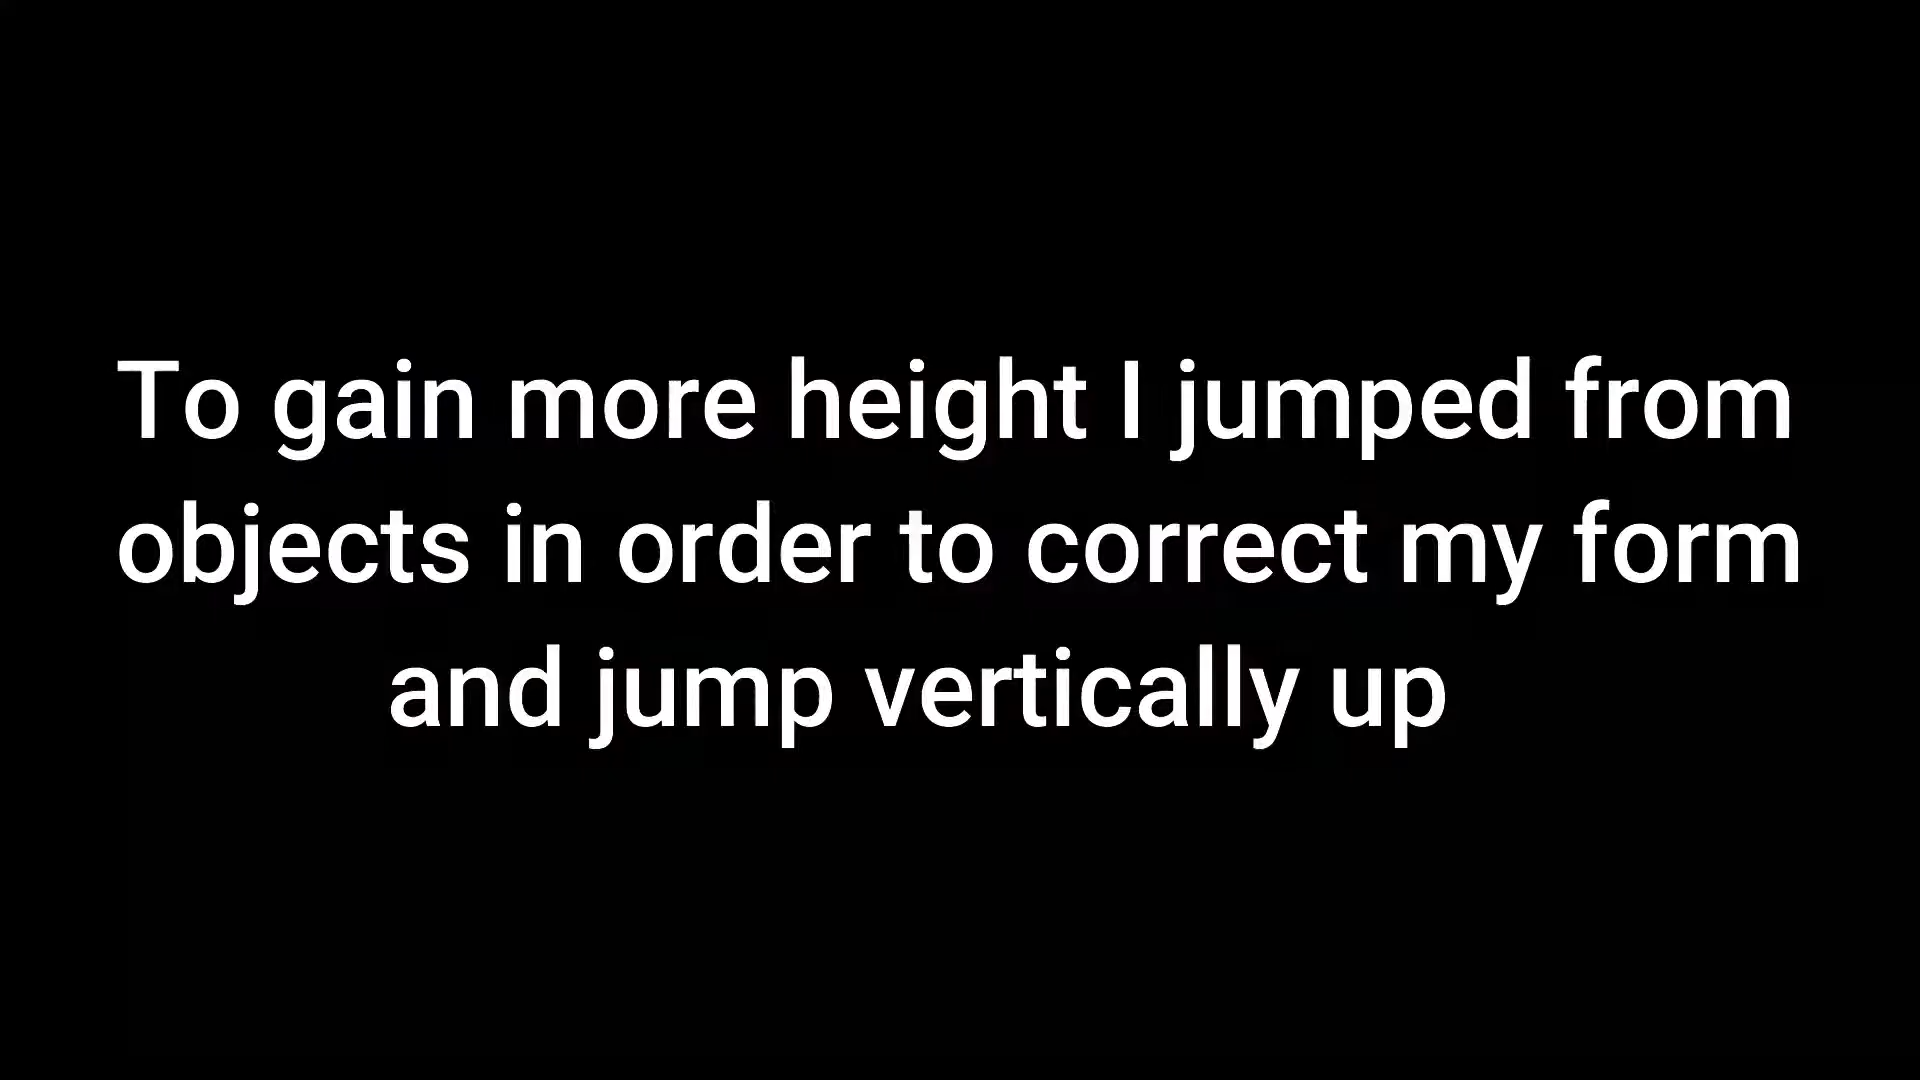 To gain more height I jumped from
objects in order to correct my form
and jump vertically up